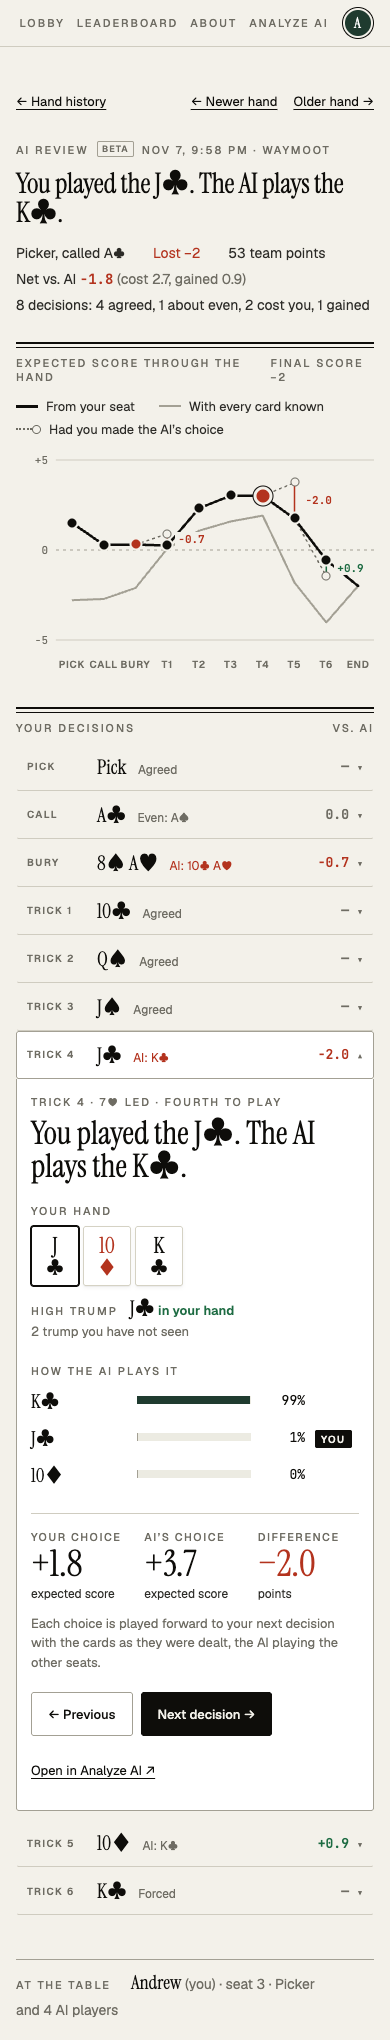 LOBBY LEADERBOARD ABOUT ANALYZE AI A
← Hand history ← Newer hand Older hand →
AI REVIEW BETA NOV 7, 9:58 PM · WAYMOOT
You played the J♣. The AI plays the
K♣.
Picker, called A♣ Lost −2 53 team points
Net vs. AI -1.8 (cost 2.7, gained 0.9)
8 decisions: 4 agreed, 1 about even, 2 cost you, 1 gained
EXPECTED SCORE THROUGH THE HAND
FINAL SCORE −2
From your seat With every card known
Had you made the AI's choice
+5
-2.0
-0.7
0
+0.9
-5
PICK CALL BURY T1 T2 T3 T4 T5 T6 END
YOUR DECISIONS VS. AI
PICK Pick Agreed — ▾
CALL A♣ Even: A♠ 0.0 ▾
BURY 8♠ A♥ AI: 10♣ A♥ -0.7 ▾
TRICK 1 10♣ Agreed — ▾
TRICK 2 Q♠ Agreed — ▾
TRICK 3 J♠ Agreed — ▾
TRICK 4 J♣ AI: K♣ -2.0 ▴
TRICK 4 · 7♥ LED · FOURTH TO PLAY
You played the J♣. The AI
plays the K♣.
YOUR HAND
J♣ 10♦ K♣
HIGH TRUMP J♣ in your hand
2 trump you have not seen
HOW THE AI PLAYS IT
K♣ 99%
J♣ 1% YOU
10♦ 0%
YOUR CHOICE AI'S CHOICE DIFFERENCE
+1.8 +3.7 −2.0
expected score expected score points
Each choice is played forward to your next decision
with the cards as they were dealt, the AI playing the
other seats.
← Previous Next decision →
Open in Analyze AI ↗
TRICK 5 10♦ AI: K♣ +0.9 ▾
TRICK 6 K♣ Forced — ▾
AT THE TABLE Andrew (you) · seat 3 · Picker
and 4 AI players